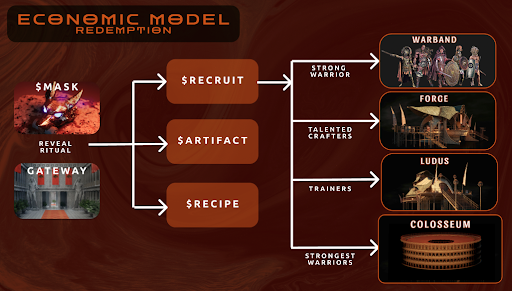 ECONOMIC MODEL
REDEMPTION
$MASK
REVEAL
RITUAL
GATEWAY
$RECRUIT
$ARTIFACT
$RECIPE
STRONG
WARRIOR
TALENTED
CRAFTERS
TRAINERS
STRONGEST
WARRIORS
WARBAND
FORGE
LUDUS
COLOSSEUM